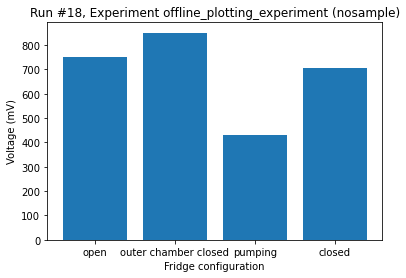 Run #18, Experiment offline_plotting_experiment (nosample)
800
700
600
500
400
300
200
100
0
Voltage (mV)
open outer chamber closed pumping closed
Fridge configuration